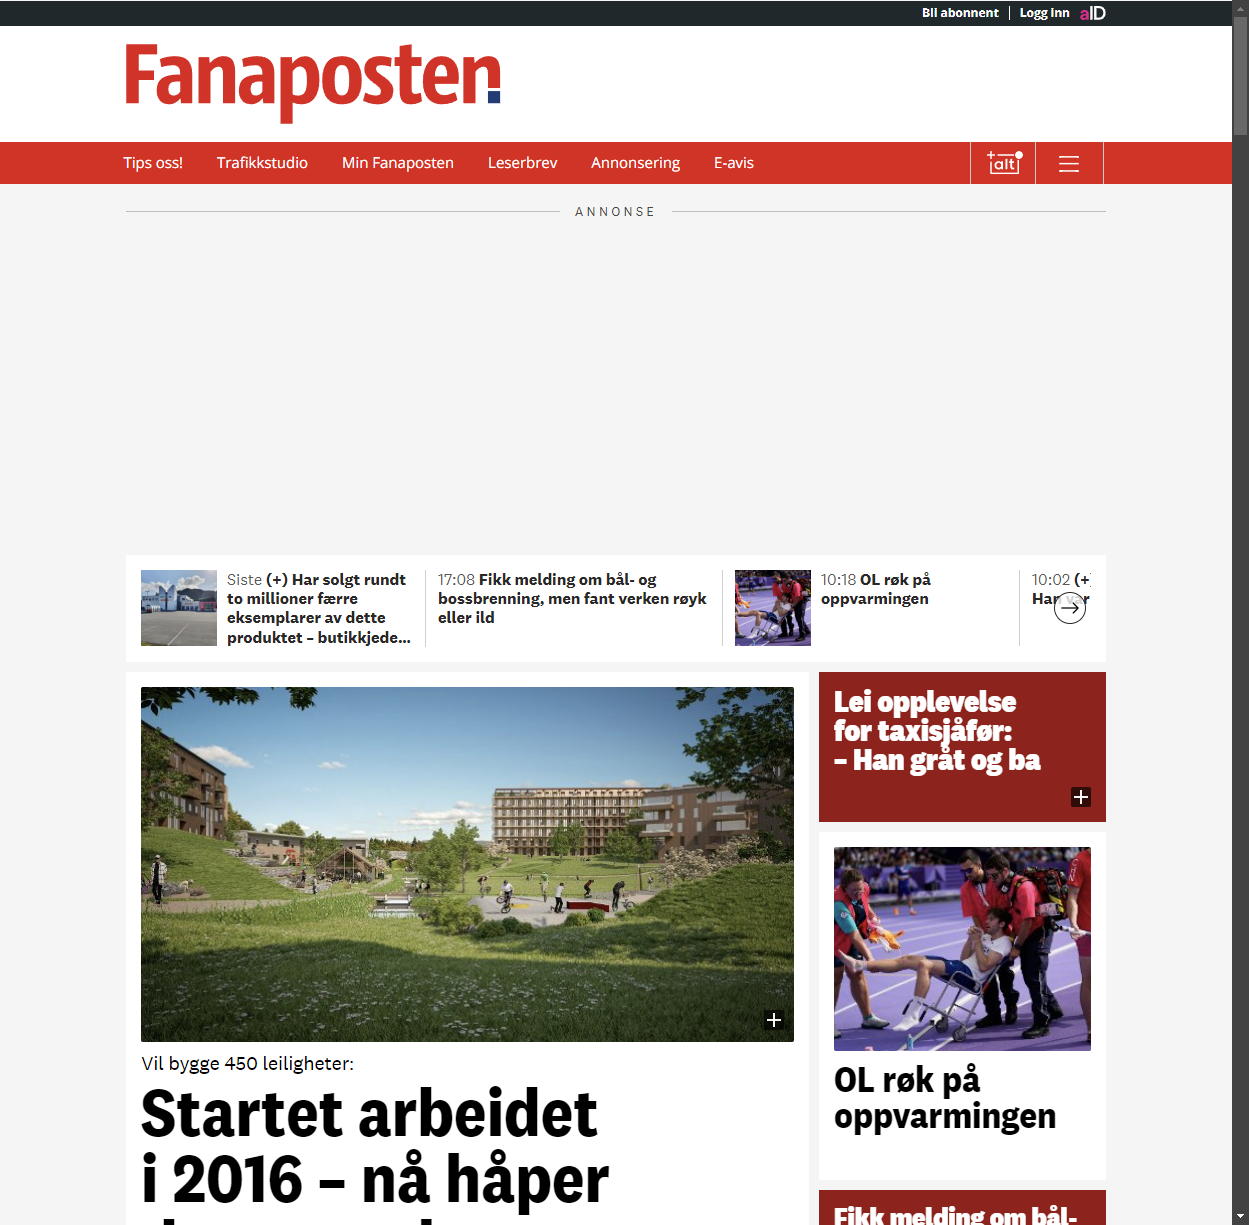 Bli abonnent
Logg inn aID
Fanaposten
Tips oss!
Trafikkstudio
Min Fanaposten
Leserbrev
Annonsering
E-avis
+alt
ANNONSE
Siste (+) Har solgt rundt
to millioner færre
eksemplarer av dette
produktet – butikkjede...
17:08 Fikk melding om bål- og
bossbrenning, men fant verken røyk
eller ild
10:18 OL røk på
oppvarmingen
10:02 (+)
Han var
Lei opplevelse
for taxisjåfør:
– Han gråt og ba
Vil bygge 450 leiligheter:
Startet arbeidet
i 2016 – nå håper
OL røk på
oppvarmingen
Fikk melding om bål-